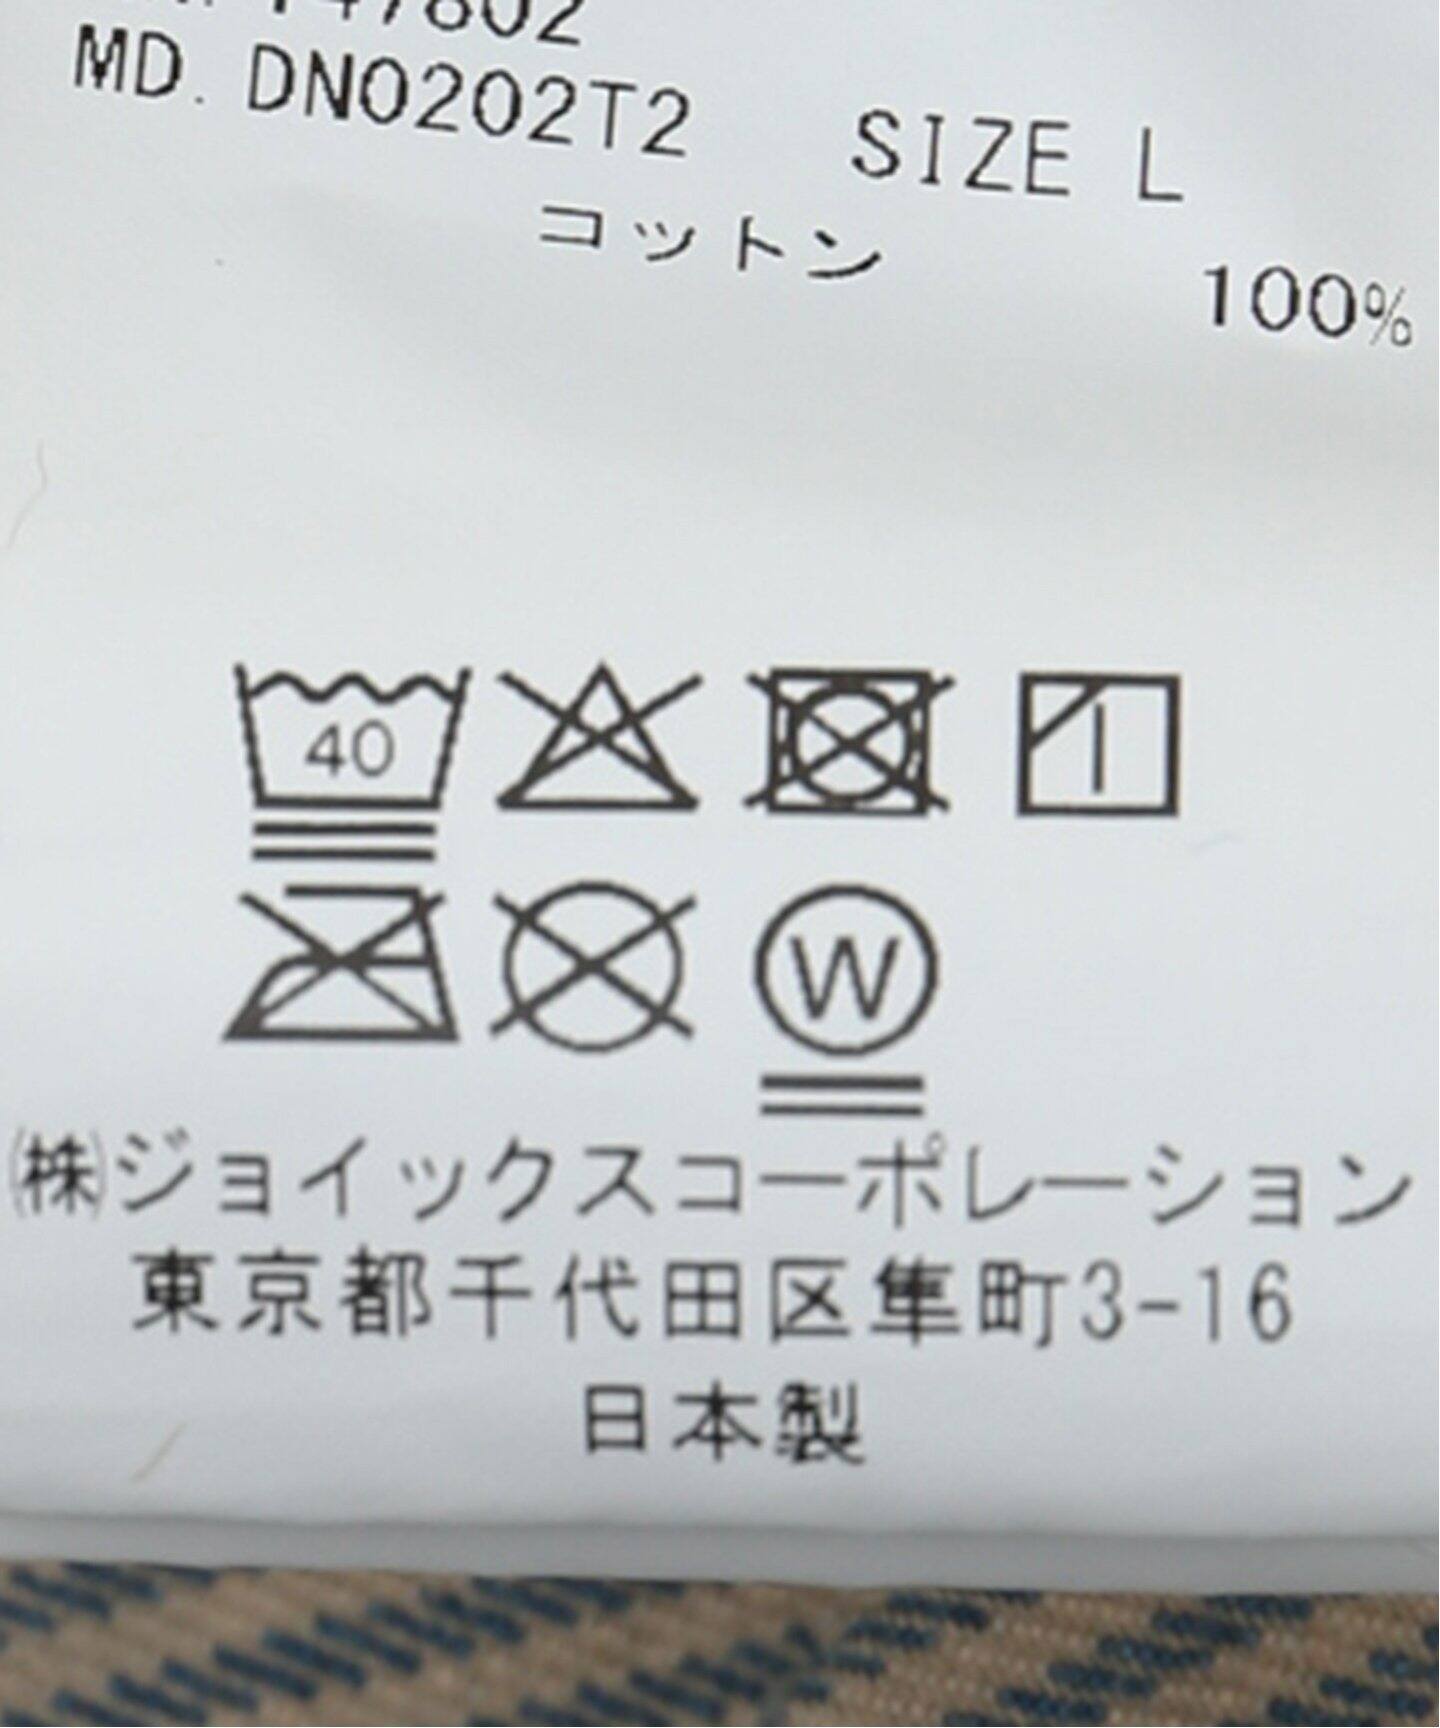 147802
MD. DN0202T2 SIZE L
コットン 100%
40
W
㈱ジョイックスコーポレーション
東京都千代田区隼町3-16
日本製